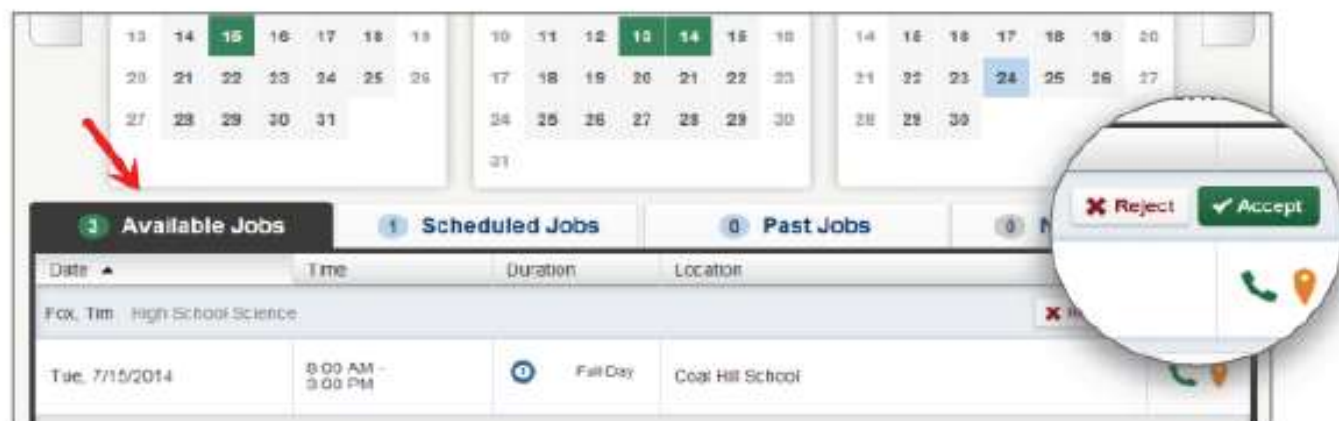 13 14 15 16 17 18 19 10 11 12 13 14 15 16 14 15 16 17 18 19 20
20 21 22 23 24 25 26 17 18 19 20 21 22 23 21 22 23 24 25 26 27
27 28 29 30 31 24 25 26 27 28 29 30 28 29 30
31
Reject Accept
3 Available Jobs 1 Scheduled Jobs 0 Past Jobs 0 N
Date Time Duration Location
Fox, Tim High School Science
Tue, 7/15/2014 8:00 AM - Full Day Coal Hill School
3:00 PM